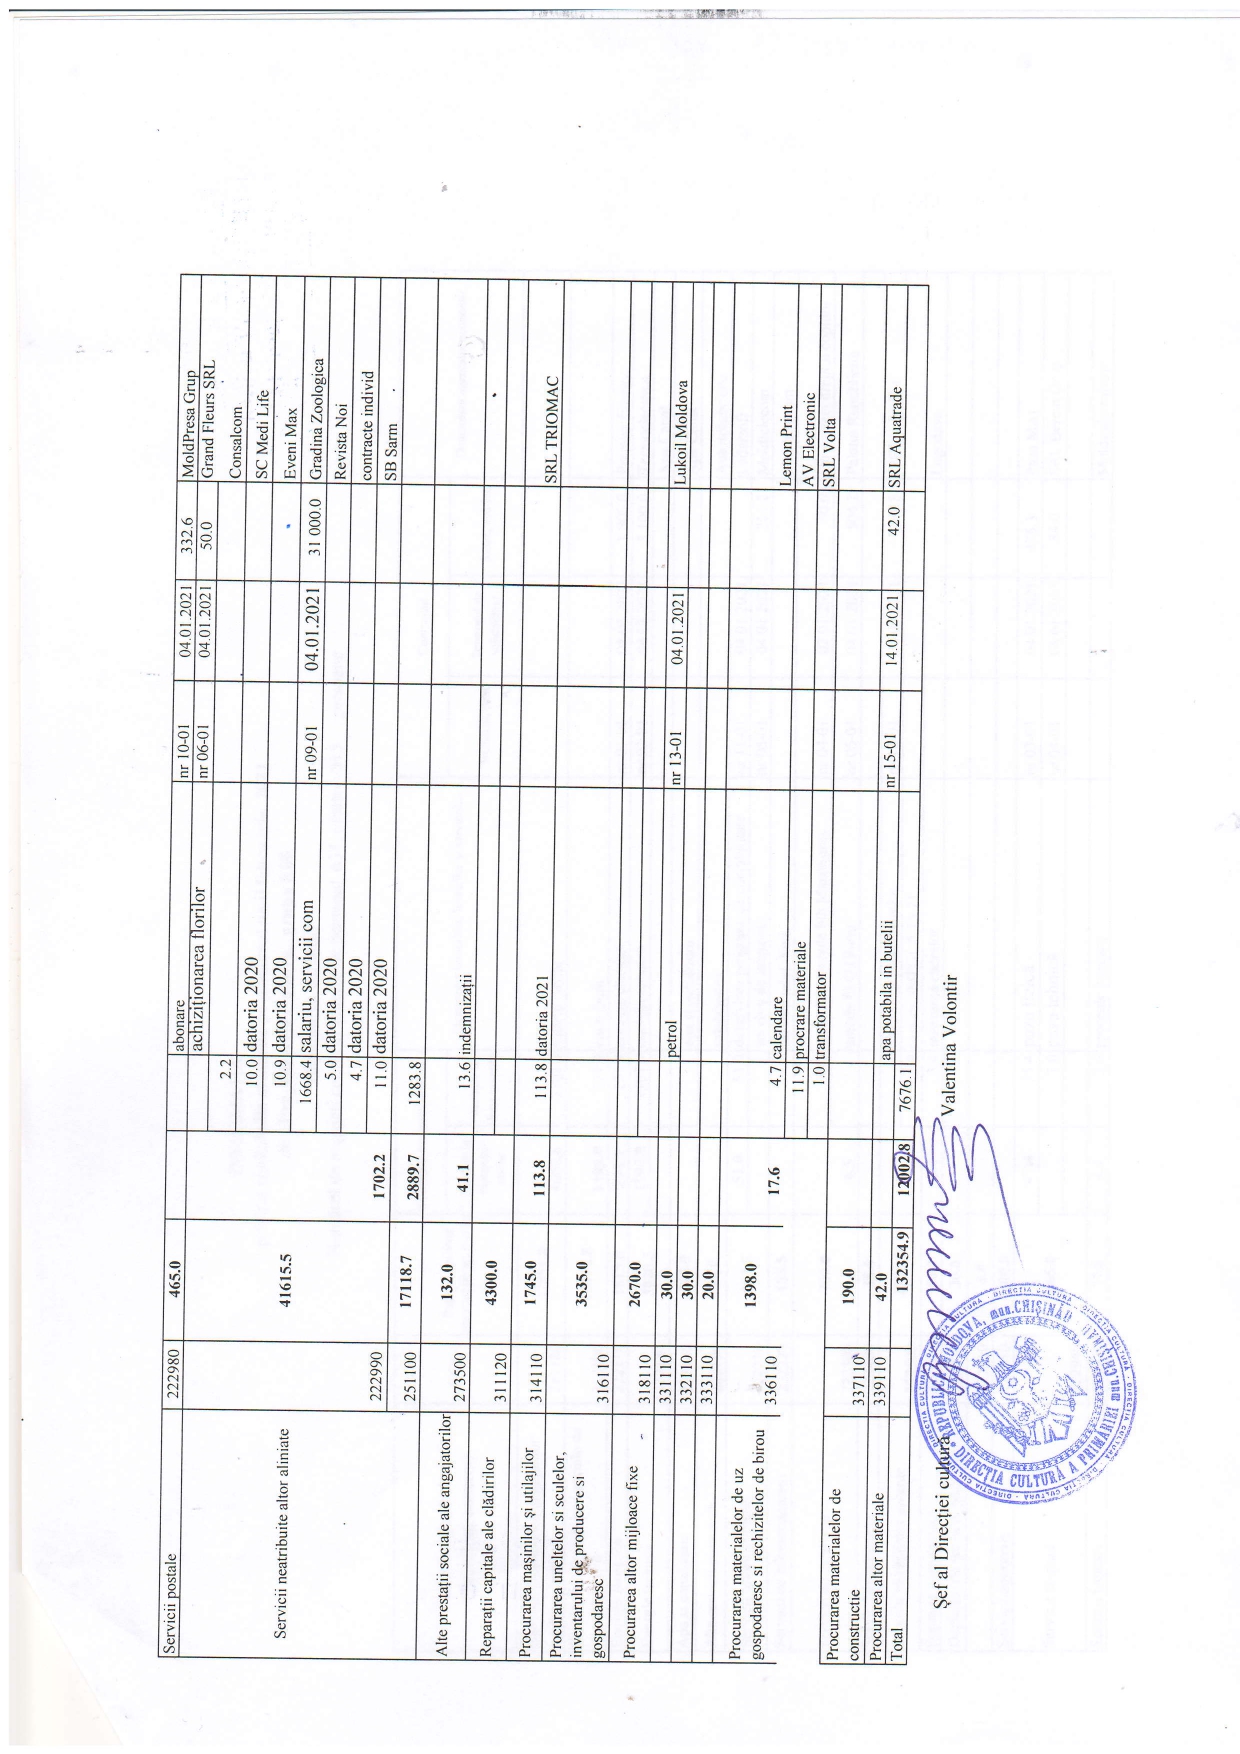 Servicii postale 222980 465.0 abonare nr 10-01 04.01.2021 332.6 MoldPresa Grup
achiziționarea florilor nr 06-01 04.01.2021 50.0 Grand Fleurs SRL
2.2 Consalcom
10.0 datoria 2020 SC Medi Life
Servicii neatribuite altor aliniate 41615.5 10.9 datoria 2020 Eveni Max
1668.4 salariu, servicii com nr 09-01 04.01.2021 31 000.0 Gradina Zoologica
5.0 datoria 2020 Revista Noi
4.7 datoria 2020 contracte individ
222990 1702.2 11.0 datoria 2020 SB Sarm
251100 17118.7 2889.7 1283.8
Alte prestații sociale ale angajatorilor 273500 132.0 41.1 13.6 indemnizații
Reparații capitale ale clădirilor 311120 4300.0
Procurarea mașinilor și utilajilor 314110 1745.0 113.8 113.8 datoria 2021 SRL TRIOMAC
Procurarea uneltelor si sculelor,
inventarului de producere si
gospodaresc 316110 3535.0
Procurarea altor mijloace fixe 318110 2670.0
331110 30.0 petrol nr 13-01 04.01.2021 Lukoil Moldova
332110 30.0
333110 20.0
Procurarea materialelor de uz
gospodaresc si rechizitelor de birou 336110 1398.0 17.6 4.7 calendare Lemon Print
11.9 procrare materiale AV Electronic
1.0 transformator SRL Volta
Procurarea materialelor de
constructie 337110 190.0
Procurarea altor materiale 339110 42.0 apa potabila in butelii nr 15-01 14.01.2021 42.0 SRL Aquatrade
Total 132354.9 12002.8 7676.1
Șef al Direcției cultură Valentina Volontir
REPUBLICA MOLDOVA, mun.CHIȘINĂU
DIRECȚIA CULTURĂ A PRIMĂRIEI mun.CHIȘINĂU
DIRECȚIA CULTURĂ